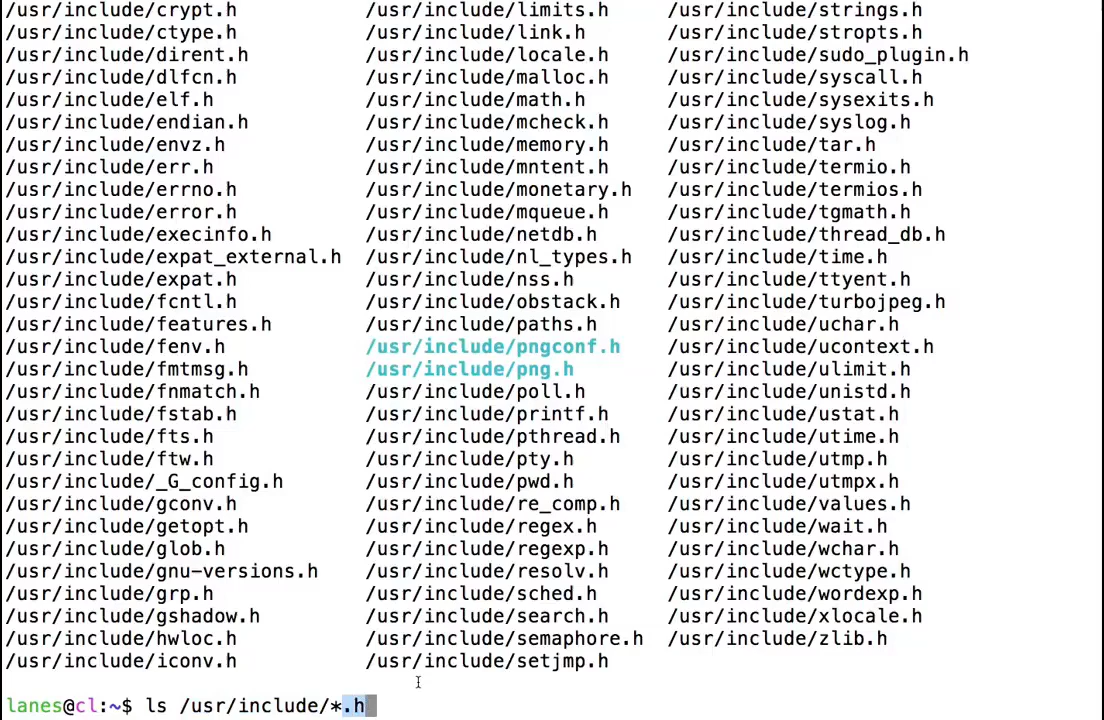 /usr/include/crypt.h /usr/include/limits.h /usr/include/strings.h
/usr/include/ctype.h /usr/include/link.h /usr/include/stropts.h
/usr/include/dirent.h /usr/include/locale.h /usr/include/sudo_plugin.h
/usr/include/dlfcn.h /usr/include/malloc.h /usr/include/syscall.h
/usr/include/elf.h /usr/include/math.h /usr/include/sysexits.h
/usr/include/endian.h /usr/include/mcheck.h /usr/include/syslog.h
/usr/include/envz.h /usr/include/memory.h /usr/include/tar.h
/usr/include/err.h /usr/include/mntent.h /usr/include/termio.h
/usr/include/errno.h /usr/include/monetary.h /usr/include/termios.h
/usr/include/error.h /usr/include/mqueue.h /usr/include/tgmath.h
/usr/include/execinfo.h /usr/include/netdb.h /usr/include/thread_db.h
/usr/include/expat_external.h /usr/include/nl_types.h /usr/include/time.h
/usr/include/expat.h /usr/include/nss.h /usr/include/ttyent.h
/usr/include/fcntl.h /usr/include/obstack.h /usr/include/turbojpeg.h
/usr/include/features.h /usr/include/paths.h /usr/include/uchar.h
/usr/include/fenv.h /usr/include/pngconf.h /usr/include/ucontext.h
/usr/include/fmtmsg.h /usr/include/png.h /usr/include/ulimit.h
/usr/include/fnmatch.h /usr/include/poll.h /usr/include/unistd.h
/usr/include/fstab.h /usr/include/printf.h /usr/include/ustat.h
/usr/include/fts.h /usr/include/pthread.h /usr/include/utime.h
/usr/include/ftw.h /usr/include/pty.h /usr/include/utmp.h
/usr/include/_G_config.h /usr/include/pwd.h /usr/include/utmpx.h
/usr/include/gconv.h /usr/include/re_comp.h /usr/include/values.h
/usr/include/getopt.h /usr/include/regex.h /usr/include/wait.h
/usr/include/glob.h /usr/include/regexp.h /usr/include/wchar.h
/usr/include/gnu-versions.h /usr/include/resolv.h /usr/include/wctype.h
/usr/include/grp.h /usr/include/sched.h /usr/include/wordexp.h
/usr/include/gshadow.h /usr/include/search.h /usr/include/xlocale.h
/usr/include/hwloc.h /usr/include/semaphore.h /usr/include/zlib.h
/usr/include/iconv.h /usr/include/setjmp.h
lanes@cl:~$ ls /usr/include/*.h